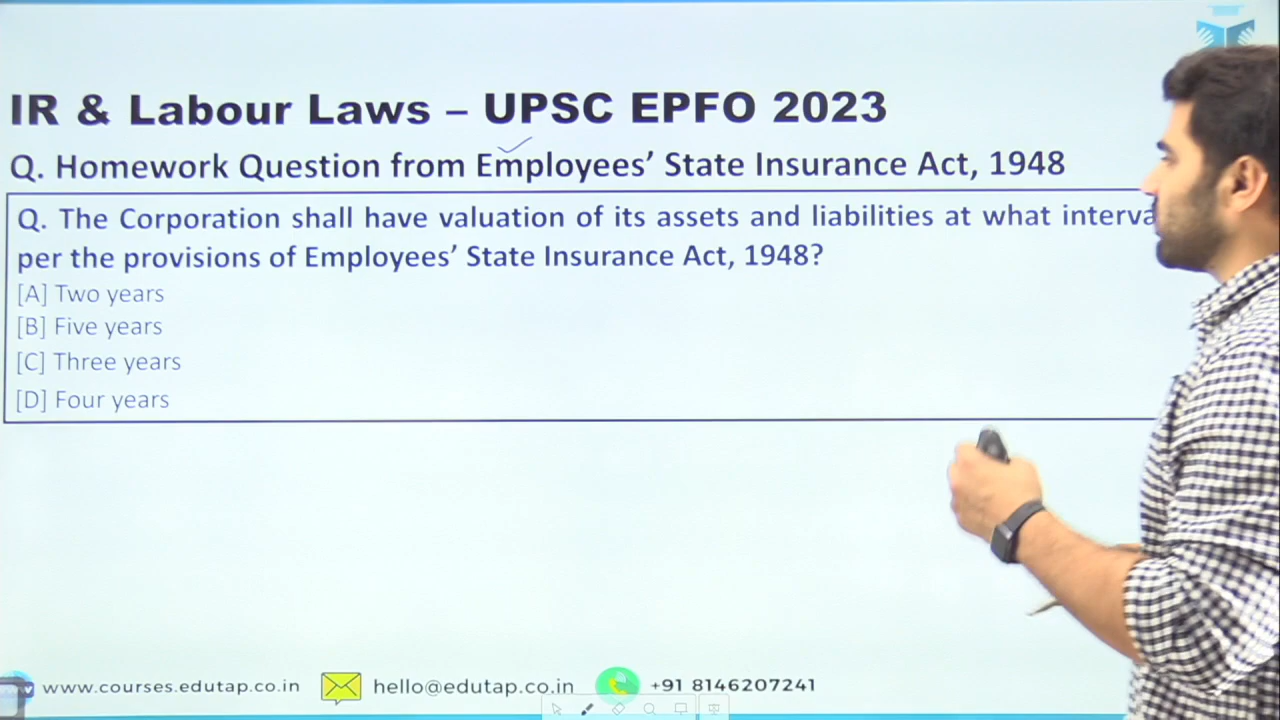 IR & Labour Laws – UPSC EPFO 2023
Q. Homework Question from Employees’ State Insurance Act, 1948
Q. The Corporation shall have valuation of its assets and liabilities at what
per the provisions of Employees’ State Insurance Act, 1948?
[A] Two years
[B] Five years
[C] Three years
[D] Four years
www.courses.edutap.co.in hello@edutap.co.in +91 8146207241